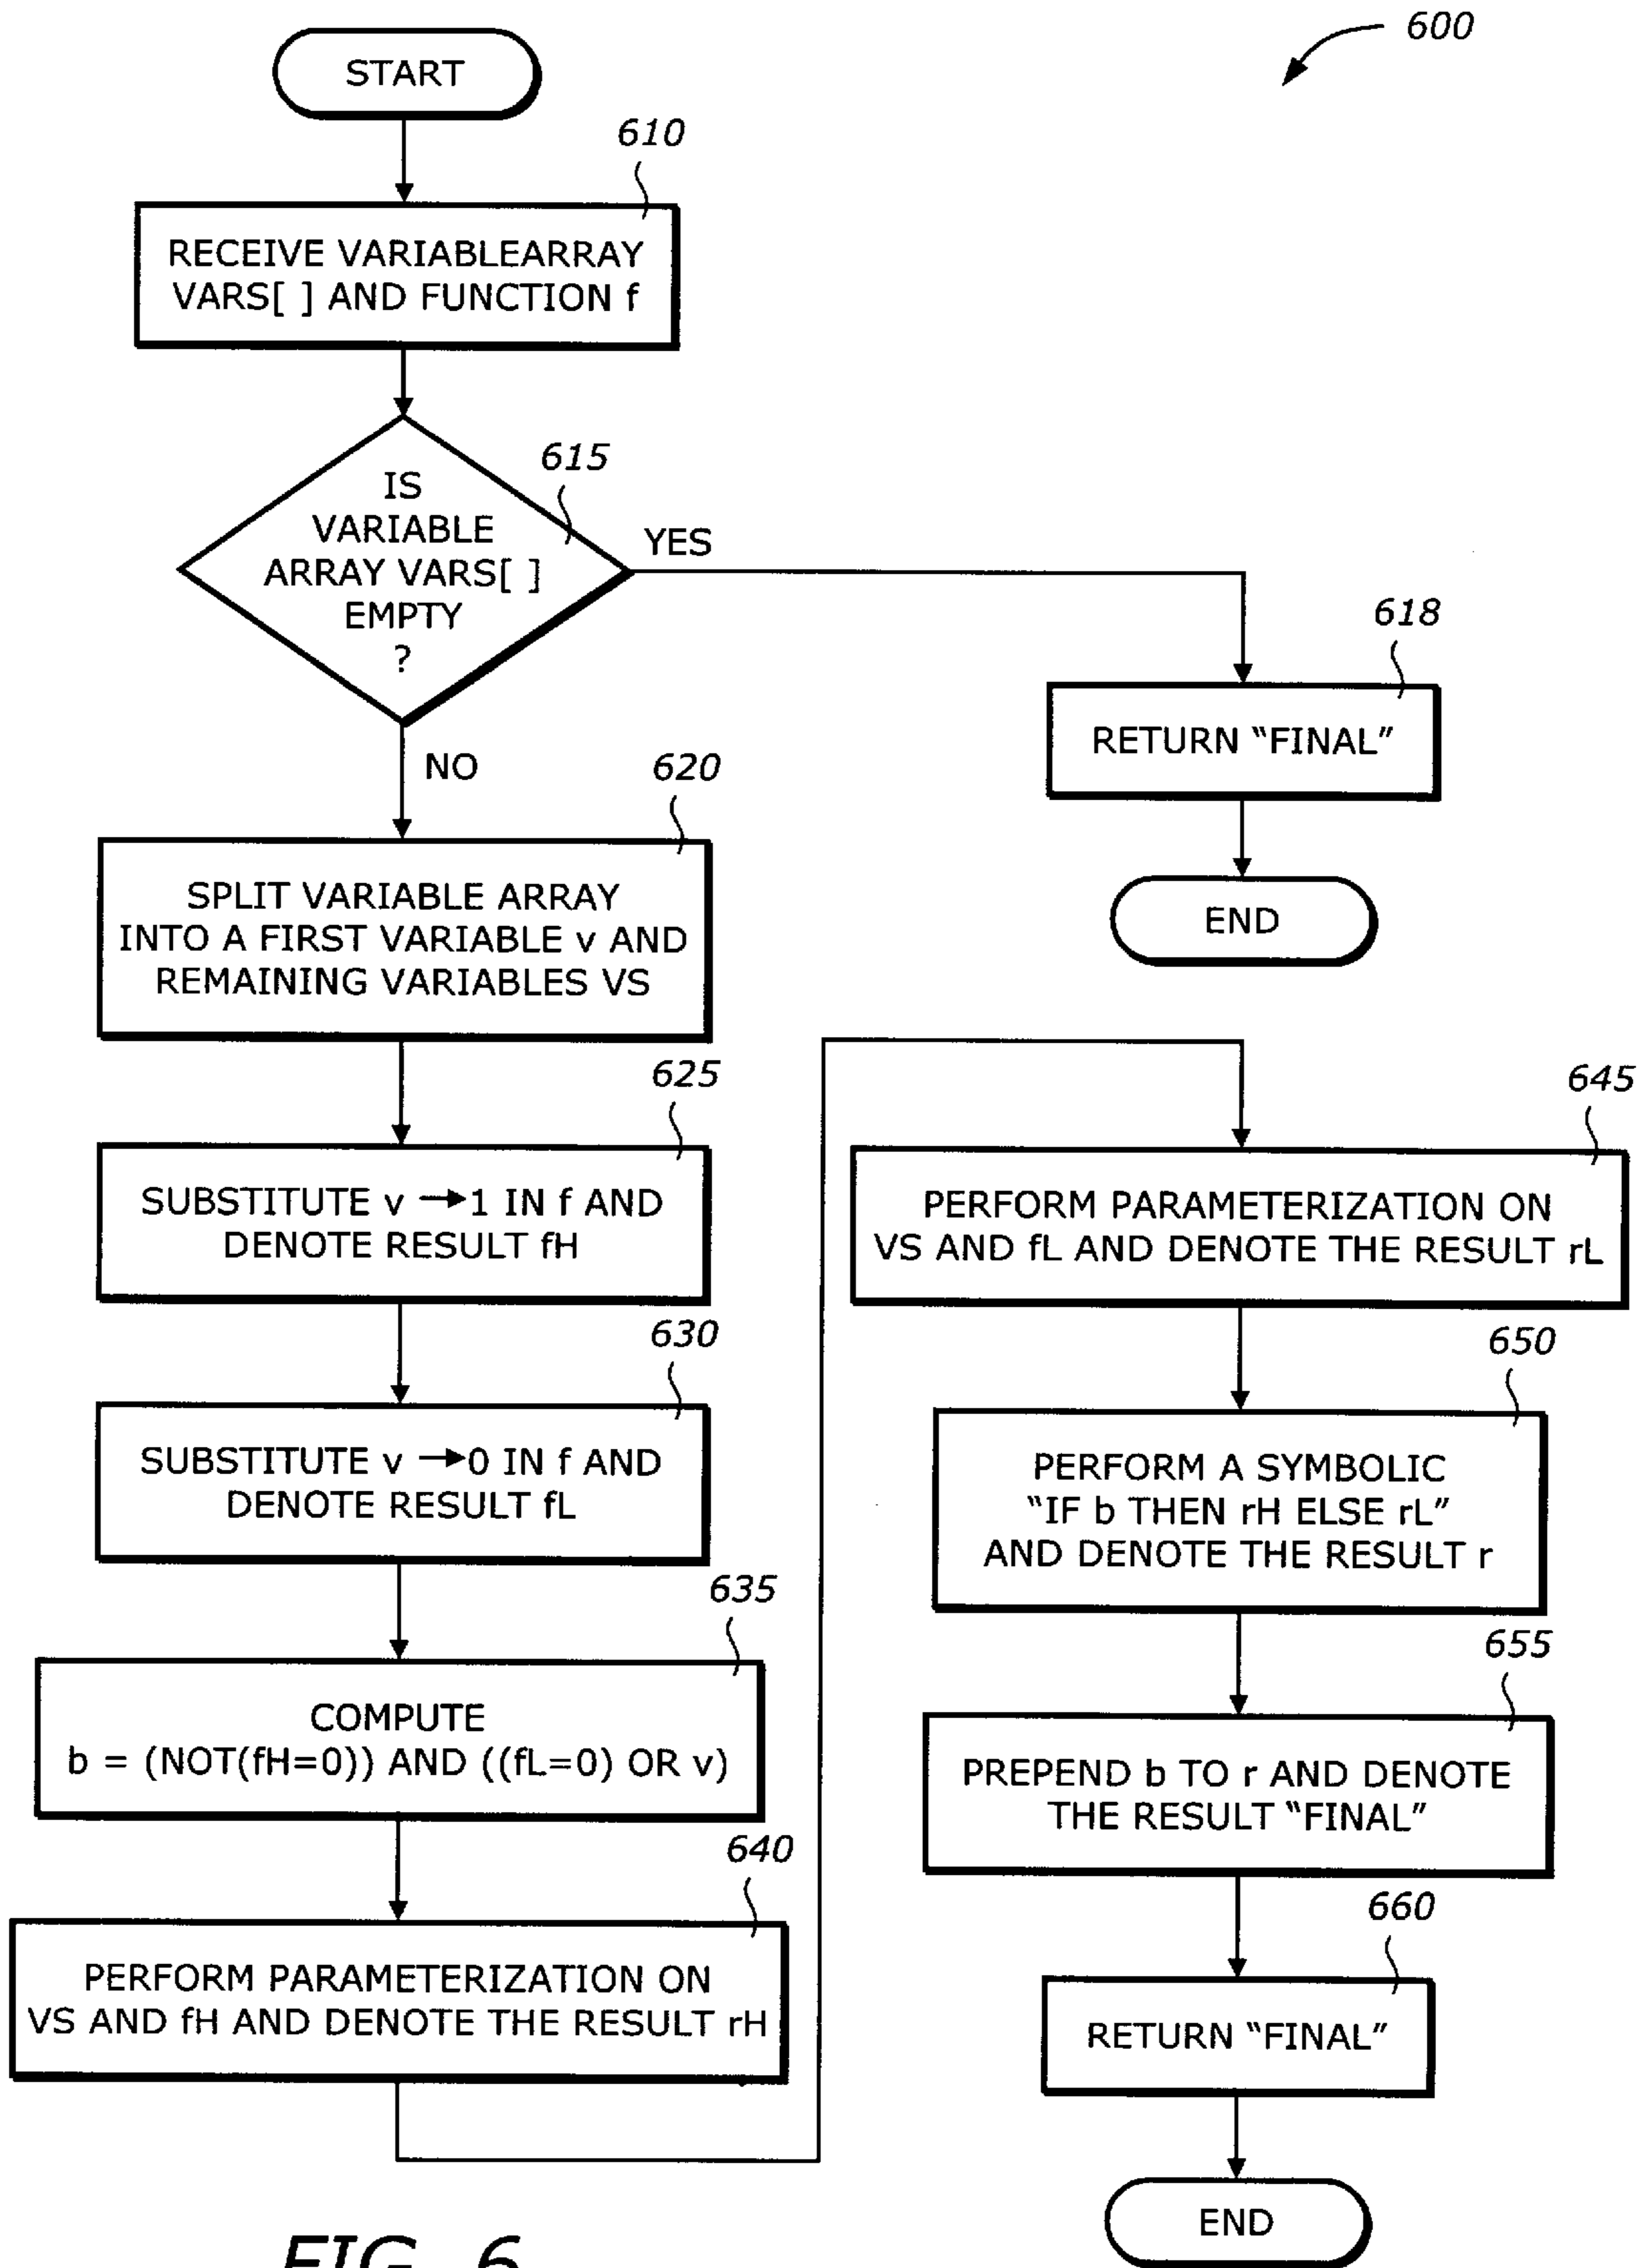 600
START
610
RECEIVE VARIABLEARRAY
VARS[ ] AND FUNCTION f
615
IS
VARIABLE
ARRAY VARS[ ]
EMPTY
?
YES
618
RETURN “FINAL”
END
NO
620
SPLIT VARIABLE ARRAY
INTO A FIRST VARIABLE v AND
REMAINING VARIABLES VS
625
SUBSTITUTE v →1 IN f AND
DENOTE RESULT fH
630
SUBSTITUTE v →0 IN f AND
DENOTE RESULT fL
635
COMPUTE
b = (NOT(fH=0)) AND ((fL=0) OR v)
640
PERFORM PARAMETERIZATION ON
VS AND fH AND DENOTE THE RESULT rH
645
PERFORM PARAMETERIZATION ON
VS AND fL AND DENOTE THE RESULT rL
650
PERFORM A SYMBOLIC
“IF b THEN rH ELSE rL”
AND DENOTE THE RESULT r
655
PREPEND b TO r AND DENOTE
THE RESULT “FINAL”
660
RETURN “FINAL”
END
FIG. 6